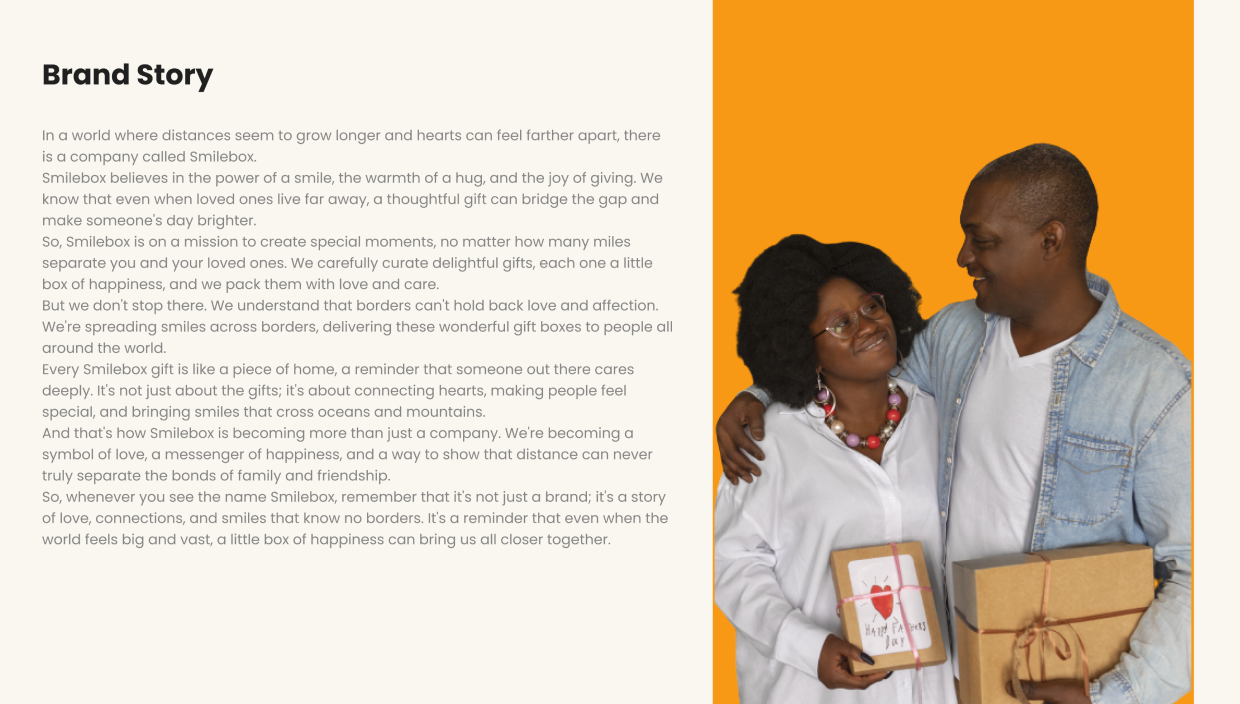 Brand Story
In a world where distances seem to grow longer and hearts can feel farther apart, there
is a company called Smilebox.
Smilebox believes in the power of a smile, the warmth of a hug, and the joy of giving. We
know that even when loved ones live far away, a thoughtful gift can bridge the gap and
make someone's day brighter.
So, Smilebox is on a mission to create special moments, no matter how many miles
separate you and your loved ones. We carefully curate delightful gifts, each one a little
box of happiness, and we pack them with love and care.
But we don't stop there. We understand that borders can't hold back love and affection.
We're spreading smiles across borders, delivering these wonderful gift boxes to people all
around the world.
Every Smilebox gift is like a piece of home, a reminder that someone out there cares
deeply. It's not just about the gifts; it's about connecting hearts, making people feel
special, and bringing smiles that cross oceans and mountains.
And that's how Smilebox is becoming more than just a company. We're becoming a
symbol of love, a messenger of happiness, and a way to show that distance can never
truly separate the bonds of family and friendship.
So, whenever you see the name Smilebox, remember that it's not just a brand; it's a story
of love, connections, and smiles that know no borders. It's a reminder that even when the
world feels big and vast, a little box of happiness can bring us all closer together.
HAPPY FATHERS
DAY